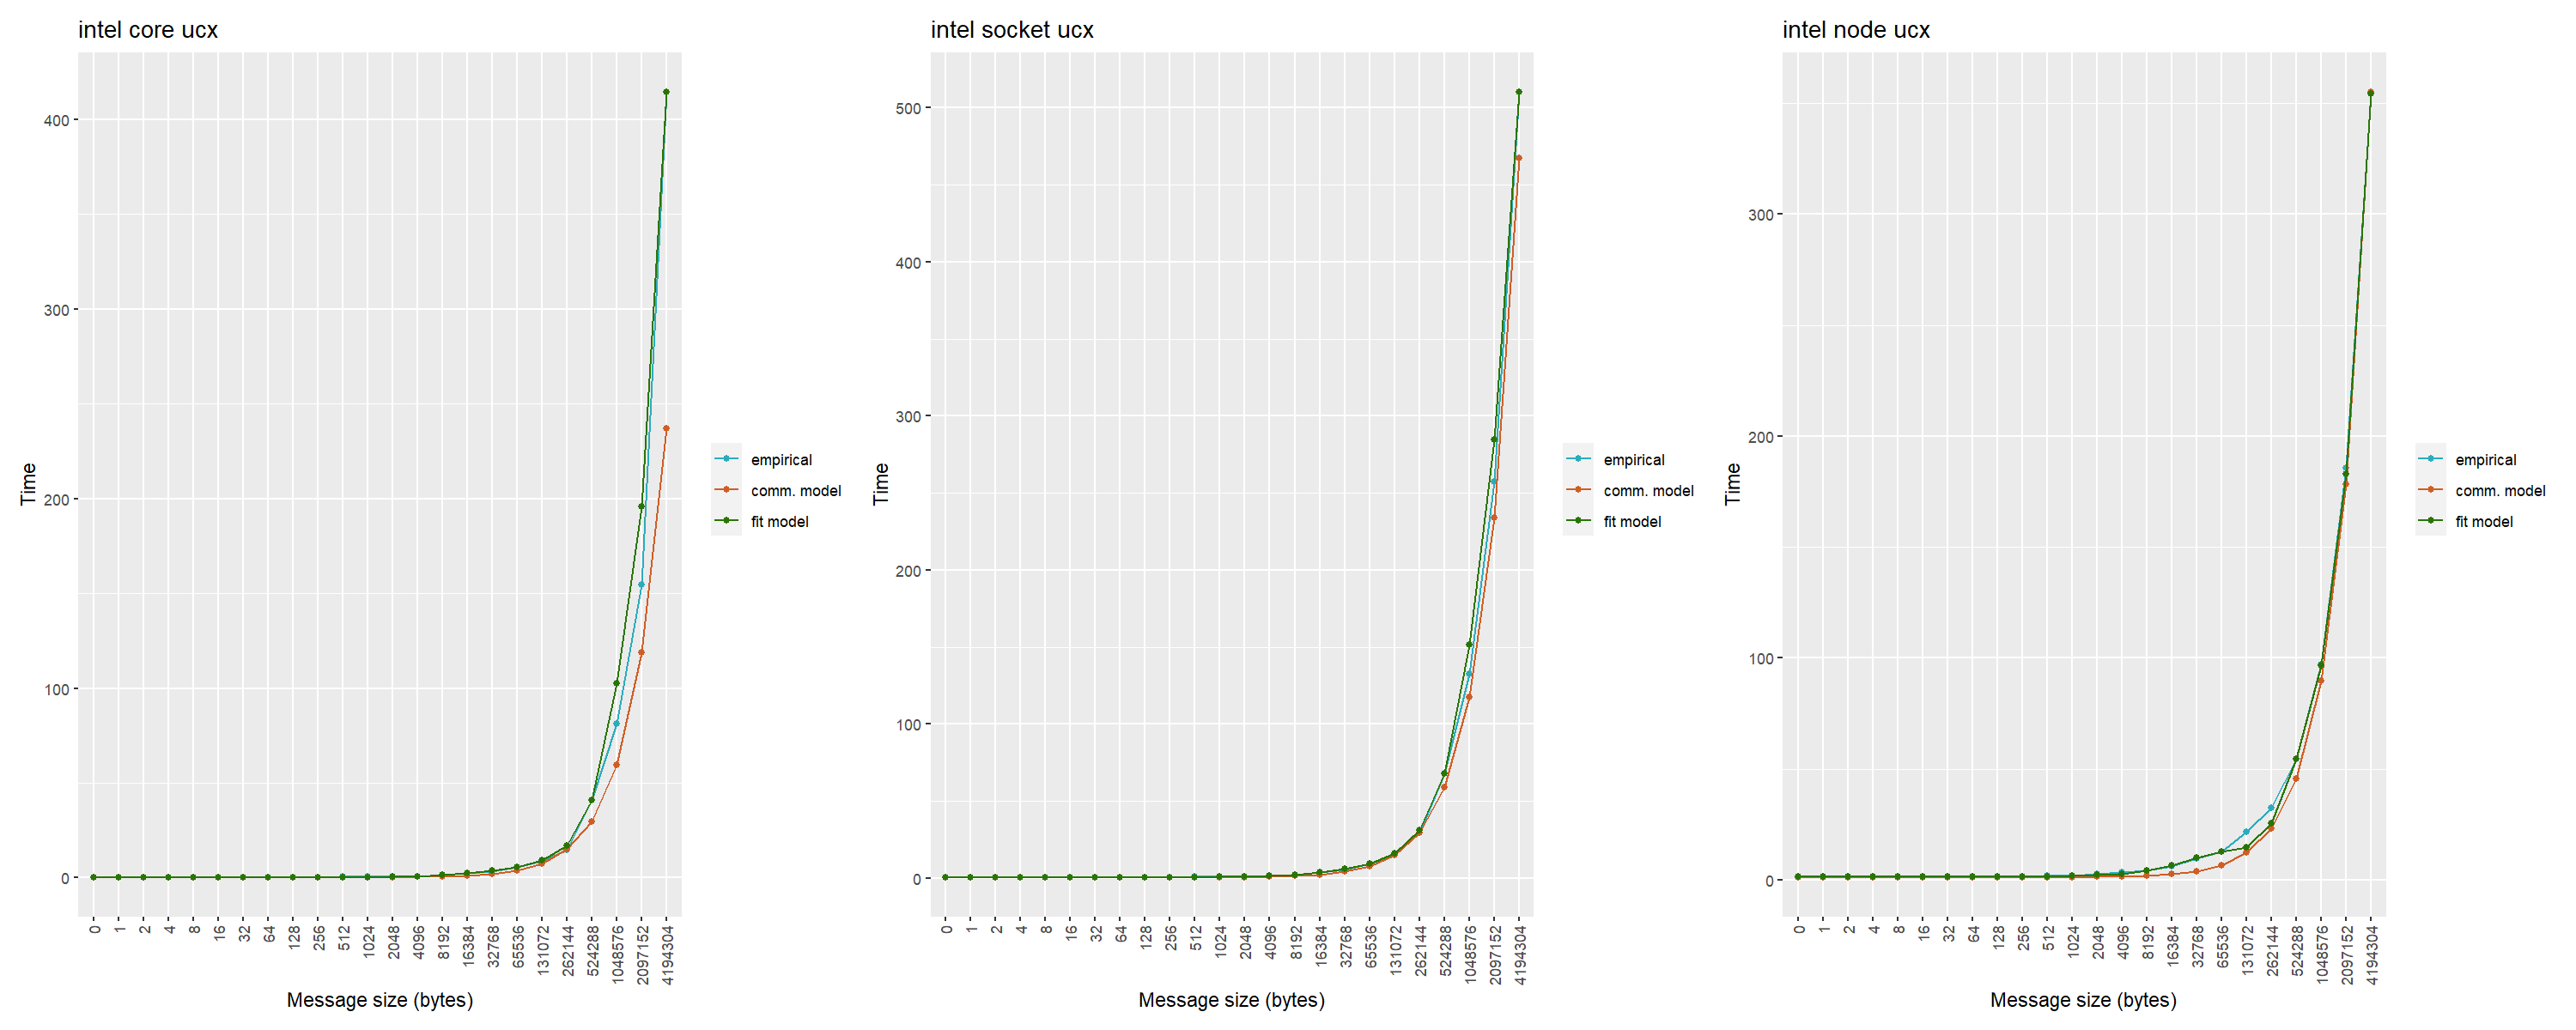 intel core ucx
400
300
200
100
0
Time
0 1 2 4 8 16 32 64 128 256 512 1024 2048 4096 8192 16384 32768 65536 131072 262144 524288 1048576 2097152 4194304
Message size (bytes)
empirical
comm. model
fit model
intel socket ucx
500
400
300
200
100
0
Time
0 1 2 4 8 16 32 64 128 256 512 1024 2048 4096 8192 16384 32768 65536 131072 262144 524288 1048576 2097152 4194304
Message size (bytes)
empirical
comm. model
fit model
intel node ucx
300
200
100
0
Time
0 1 2 4 8 16 32 64 128 256 512 1024 2048 4096 8192 16384 32768 65536 131072 262144 524288 1048576 2097152 4194304
Message size (bytes)
empirical
comm. model
fit model